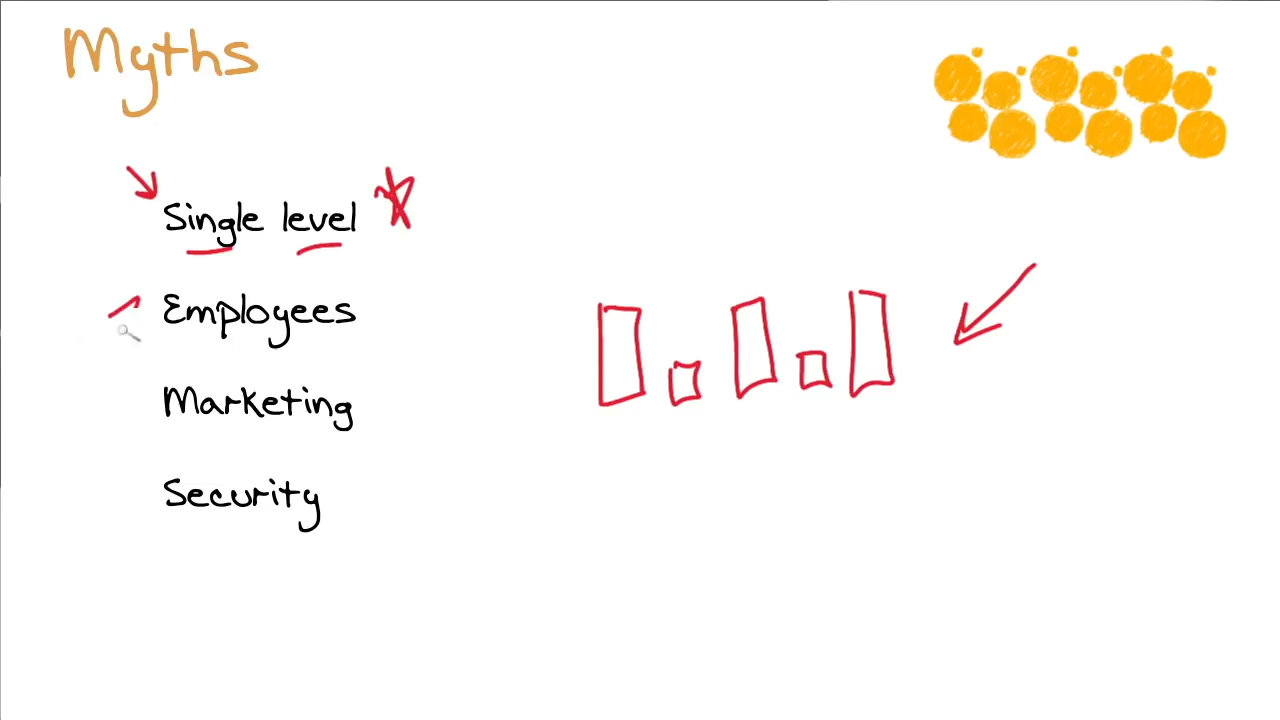 Myths
Single level
Employees
Marketing
Security